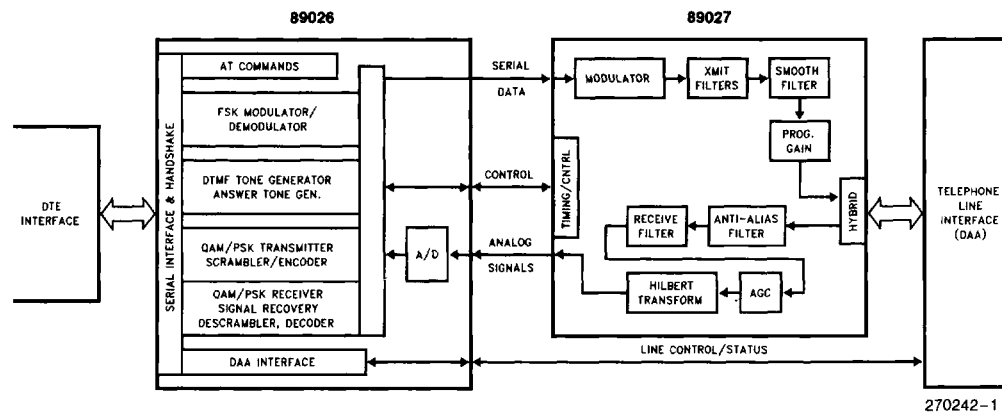 89026
89027
DTE
INTERFACE
SERIAL INTERFACE & HANDSHAKE
AT COMMANDS
FSK MODULATOR/
DEMODULATOR
DTMF TONE GENERATOR
ANSWER TONE GEN.
QAM/PSK TRANSMITTER
SCRAMBLER/ENCODER
QAM/PSK RECEIVER
SIGNAL RECOVERY
DESCRAMBLER, DECODER
DAA INTERFACE
A/D
SERIAL
DATA
CONTROL
ANALOG
SIGNALS
TIMING/CNTRL
MODULATOR
XMIT
FILTERS
SMOOTH
FILTER
PROG.
GAIN
HYBRID
RECEIVE
FILTER
ANTI-ALIAS
FILTER
HILBERT
TRANSFORM
AGC
LINE CONTROL/STATUS
TELEPHONE
LINE
INTERFACE
(DAA)
270242-1